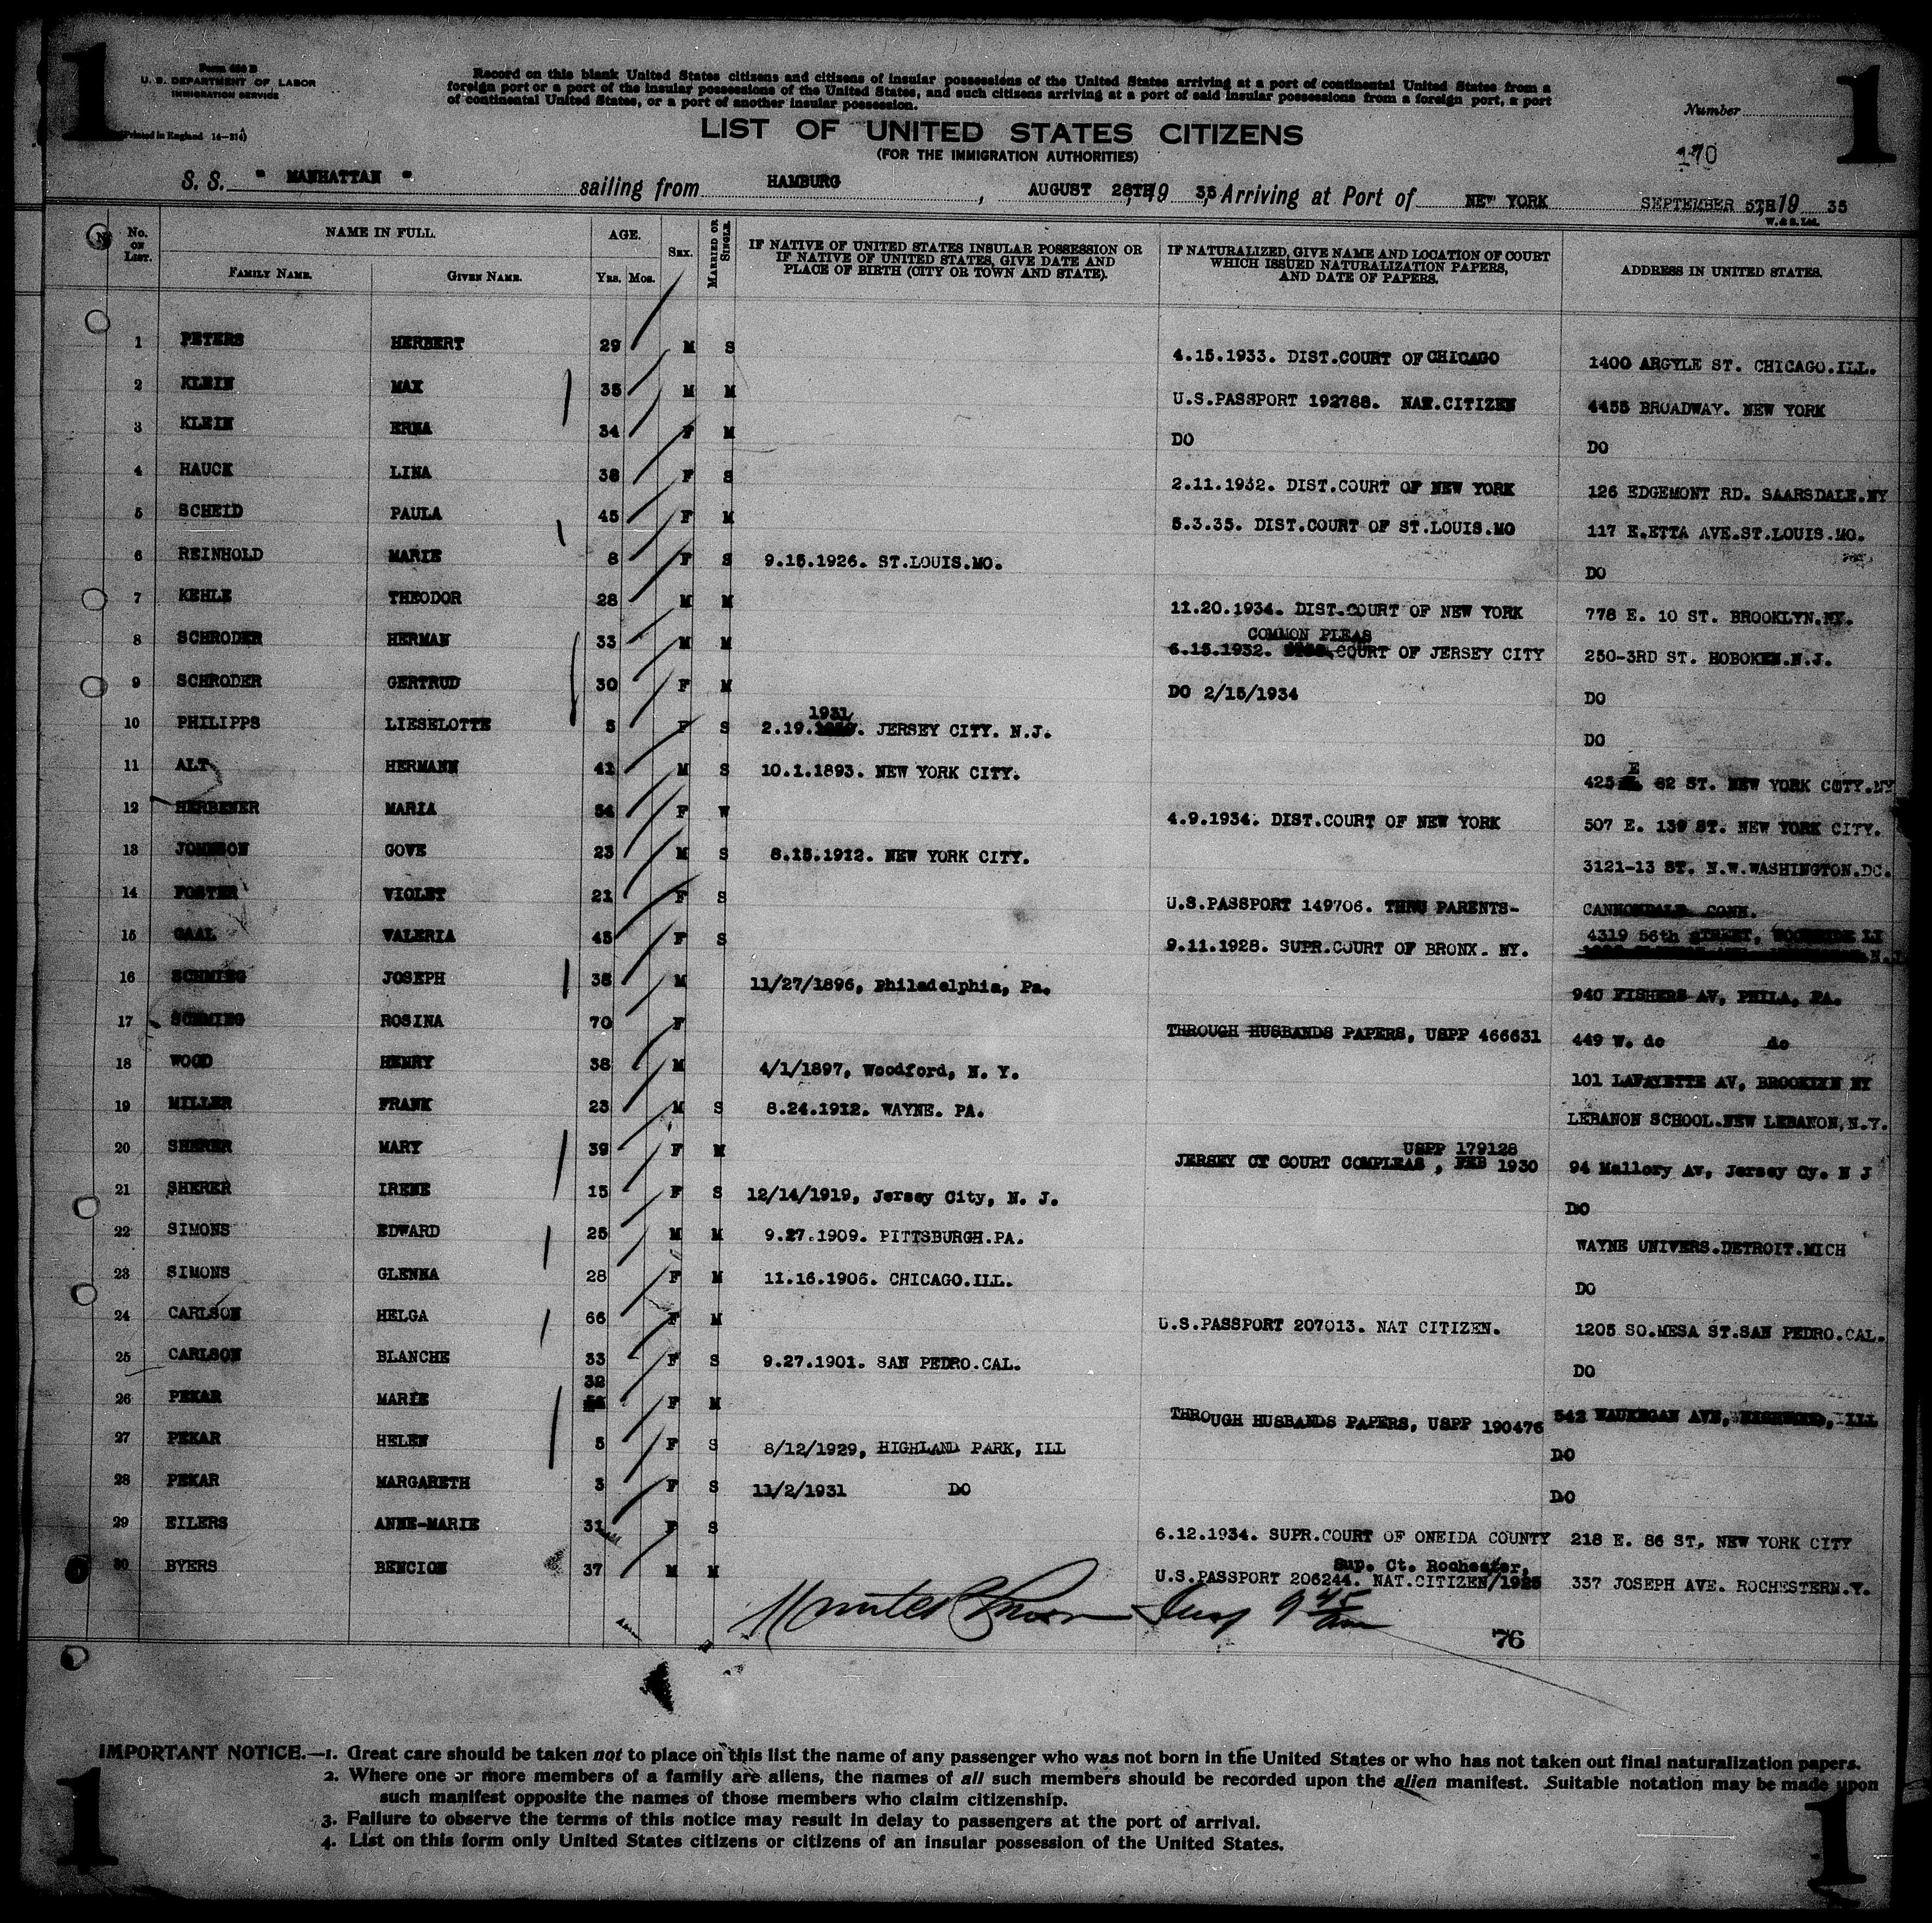 1
1
Form 630 B
U. S. DEPARTMENT OF LABOR
IMMIGRATION SERVICE
(Printed in England 14-214)
Record on this blank United States citizens and citizens of insular possessions of the United States arriving at a port of continental United States from a
foreign port or a port of the insular possessions of the United States, and such citizens arriving at a port of said insular possessions from a foreign port, a port
of continental United States, or a port of another insular possession.
Number
LIST OF UNITED STATES CITIZENS
(FOR THE IMMIGRATION AUTHORITIES)
170
S. S. " MANHATTAN " sailing from HAMBURG, AUGUST 28TH, 19 35, Arriving at Port of NEW YORK SEPTEMBER 5TH, 19 35
No. ON LIST. NAME IN FULL. AGE. SEX. MARRIED OR SINGLE. IF NATIVE OF UNITED STATES INSULAR POSSESSION OR IF NATIVE OF UNITED STATES, GIVE DATE AND PLACE OF BIRTH (CITY OR TOWN AND STATE). IF NATURALIZED, GIVE NAME AND LOCATION OF COURT WHICH ISSUED NATURALIZATION PAPERS, AND DATE OF PAPERS. ADDRESS IN UNITED STATES.
FAMILY NAME. GIVEN NAME. YRS. MOS.
1 PETERS HERBERT 29 M S 4.15.1933. DIST.COURT OF CHICAGO 1400 ARGYLE ST. CHICAGO.ILL.
2 KLEIN MAX 35 M M U.S.PASSPORT 192788. NAT.CITIZEN 4455 BROADWAY. NEW YORK
3 KLEIN ERNA 34 F M DO DO
4 HAUCK LINA 38 F S 2.11.1932. DIST.COURT OF NEW YORK 126 EDGEMONT RD. SAARSDALE.NY
5 SCHEID PAULA 45 F M 5.3.35. DIST.COURT OF ST.LOUIS.MO 117 E.ETTA AVE.ST.LOUIS.MO.
6 REINHOLD MARIE 8 F S 9.15.1926. ST.LOUIS.MO. DO
7 KEHLE THEODOR 28 M M 11.20.1934. DIST.COURT OF NEW YORK 778 E. 10 ST. BROOKLYN.NY.
8 SCHRODER HERMAN 33 M M 6.15.1932. COMMON PLEAS COURT OF JERSEY CITY 250-3RD ST. HOBOKEN.N.J.
9 SCHRODER GERTRUD 30 F M DO 2/15/1934 DO
10 PHILIPPS LIESELOTTE 5 F S 2.19.1931. JERSEY CITY. N.J. DO
11 ALT HERMANN 41 M S 10.1.1893. NEW YORK CITY. 425 E 82 ST. NEW YORK CITY.NY
12 HERBENER MARIA 54 F W 4.9.1934. DIST.COURT OF NEW YORK 507 E. 139 ST. NEW YORK CITY.
13 JOHNSON GOVE 23 M S 8.15.1912. NEW YORK CITY. 3121-13 ST. N.W.WASHINGTON.DC.
14 FOSTER VIOLET 21 F S U.S.PASSPORT 149706. THRU PARENTS- CANNONDALE CONN.
15 GAAL VALERIA 45 F S 9.11.1928. SUPR.COURT OF BRONX. NY. 4319 56th STREET, WOODSIDE LI N.Y
16 SCHMIEG JOSEPH 38 M 11/27/1896, Philadelphia, Pa. 940 FISHERS AV, PHILA, PA.
17 SCHMIEG ROSINA 70 F THROUGH HUSBANDS PAPERS, USPP 466631 449 W. do do
18 WOOD HENRY 38 M 4/1/1897, Woodford, N. Y. 101 LAFAYETTE AV, BROOKLYN NY
19 MILLER FRANK 23 M S 8.24.1912. WAYNE. PA. LEBANON SCHOOL.NEW LEBANON,N.Y.
20 SHERER MARY 39 F M USPP 179128 JERSEY CT COURT COMPLEAS , FEB 1930 94 Mallory Av, Jersey Cy. N J
21 SHERER IRENE 15 F S 12/14/1919, Jersey City, N. J. DO
22 SIMONS EDWARD 25 M M 9.27.1909. PITTSBURGH.PA. WAYNE UNIVERS.DETROIT.MICH
23 SIMONS GLENNA 28 F M 11.16.1906. CHICAGO.ILL. DO
24 CARLSON HELGA 66 F M U.S.PASSPORT 207013. NAT CITIZEN. 1205 SO.MESA ST.SAN PEDRO.CAL.
25 CARLSON BLANCHE 33 F S 9.27.1901. SAN PEDRO.CAL. DO
26 PEKAR MARIE 32 F M THROUGH HUSBANDS PAPERS, USPP 190476 542 WAUKEGAN AVE, HIGHWOOD, ILL
27 PEKAR HELEN 5 F S 8/12/1929, HIGHLAND PARK, ILL DO
28 PEKAR MARGARETH 3 F S 11/2/1931 DO DO
29 EILERS ANNE-MARIE 31 F S 6.12.1934. SUPR.COURT OF ONEIDA COUNTY 218 E. 86 ST. NEW YORK CITY
30 BYERS BENCION 37 M M Sup. Ct. Rochester, U.S.PASSPORT 206244. NAT.CITIZEN/1925 337 JOSEPH AVE. ROCHESTERN.Y.
76
IMPORTANT NOTICE.—1. Great care should be taken not to place on this list the name of any passenger who was not born in the United States or who has not taken out final naturalization papers.
2. Where one or more members of a family are aliens, the names of all such members should be recorded upon the alien manifest. Suitable notation may be made upon
such manifest opposite the names of those members who claim citizenship.
3. Failure to observe the terms of this notice may result in delay to passengers at the port of arrival.
4. List on this form only United States citizens or citizens of an insular possession of the United States.
1
1